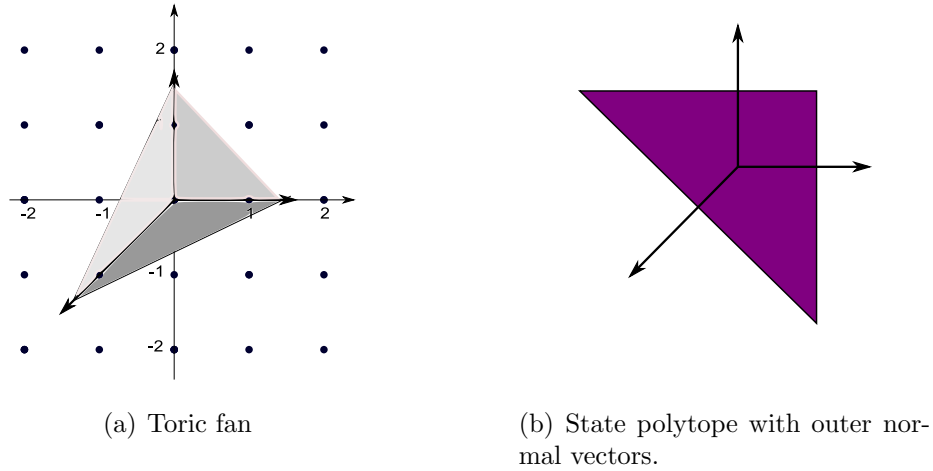 2
-2
-1
1
2
-1
-2
(a) Toric fan
(b) State polytope with outer nor-
mal vectors.